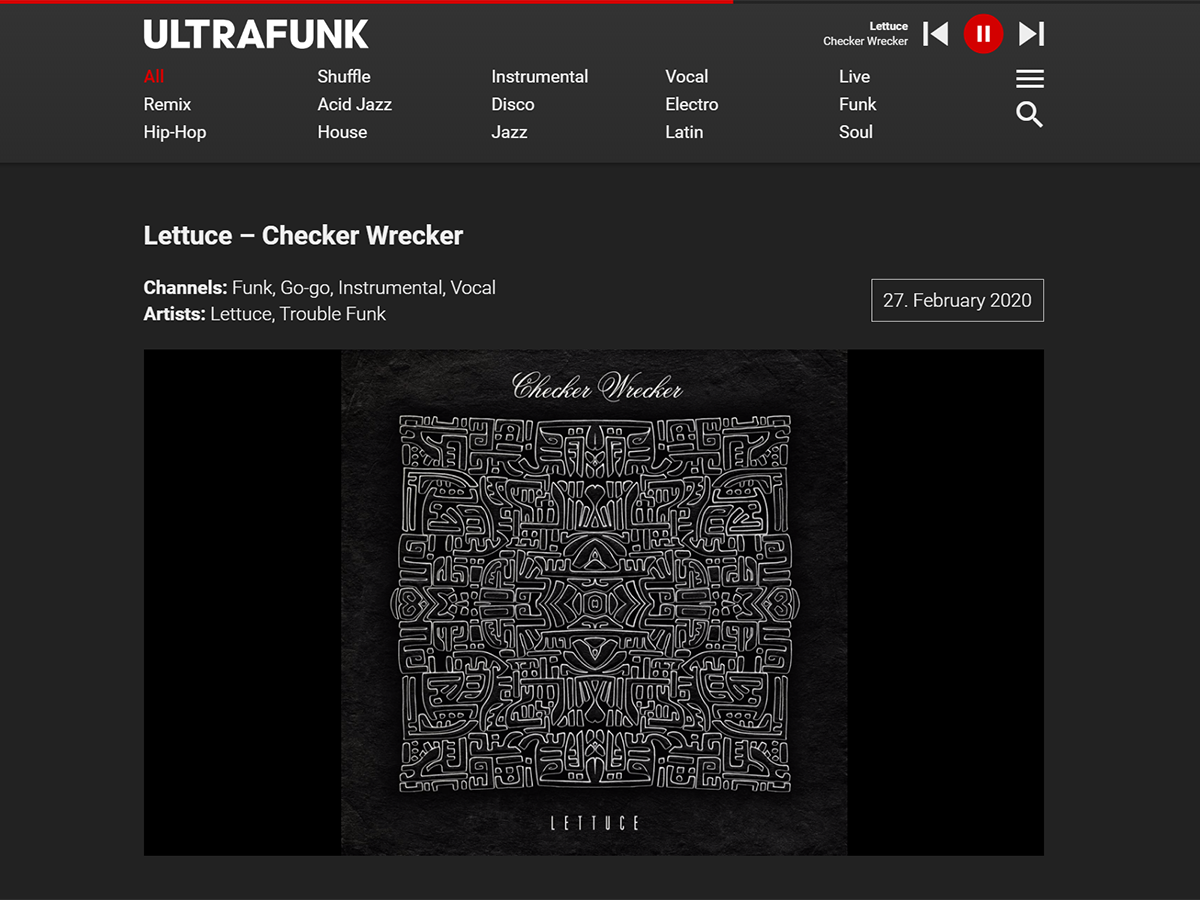 ULTRAFUNK
Lettuce
Checker Wrecker
All Shuffle Instrumental Vocal Live
Remix Acid Jazz Disco Electro Funk
Hip-Hop House Jazz Latin Soul
Lettuce – Checker Wrecker
Channels: Funk, Go-go, Instrumental, Vocal
Artists: Lettuce, Trouble Funk
27. February 2020
Checker Wrecker
LETTUCE